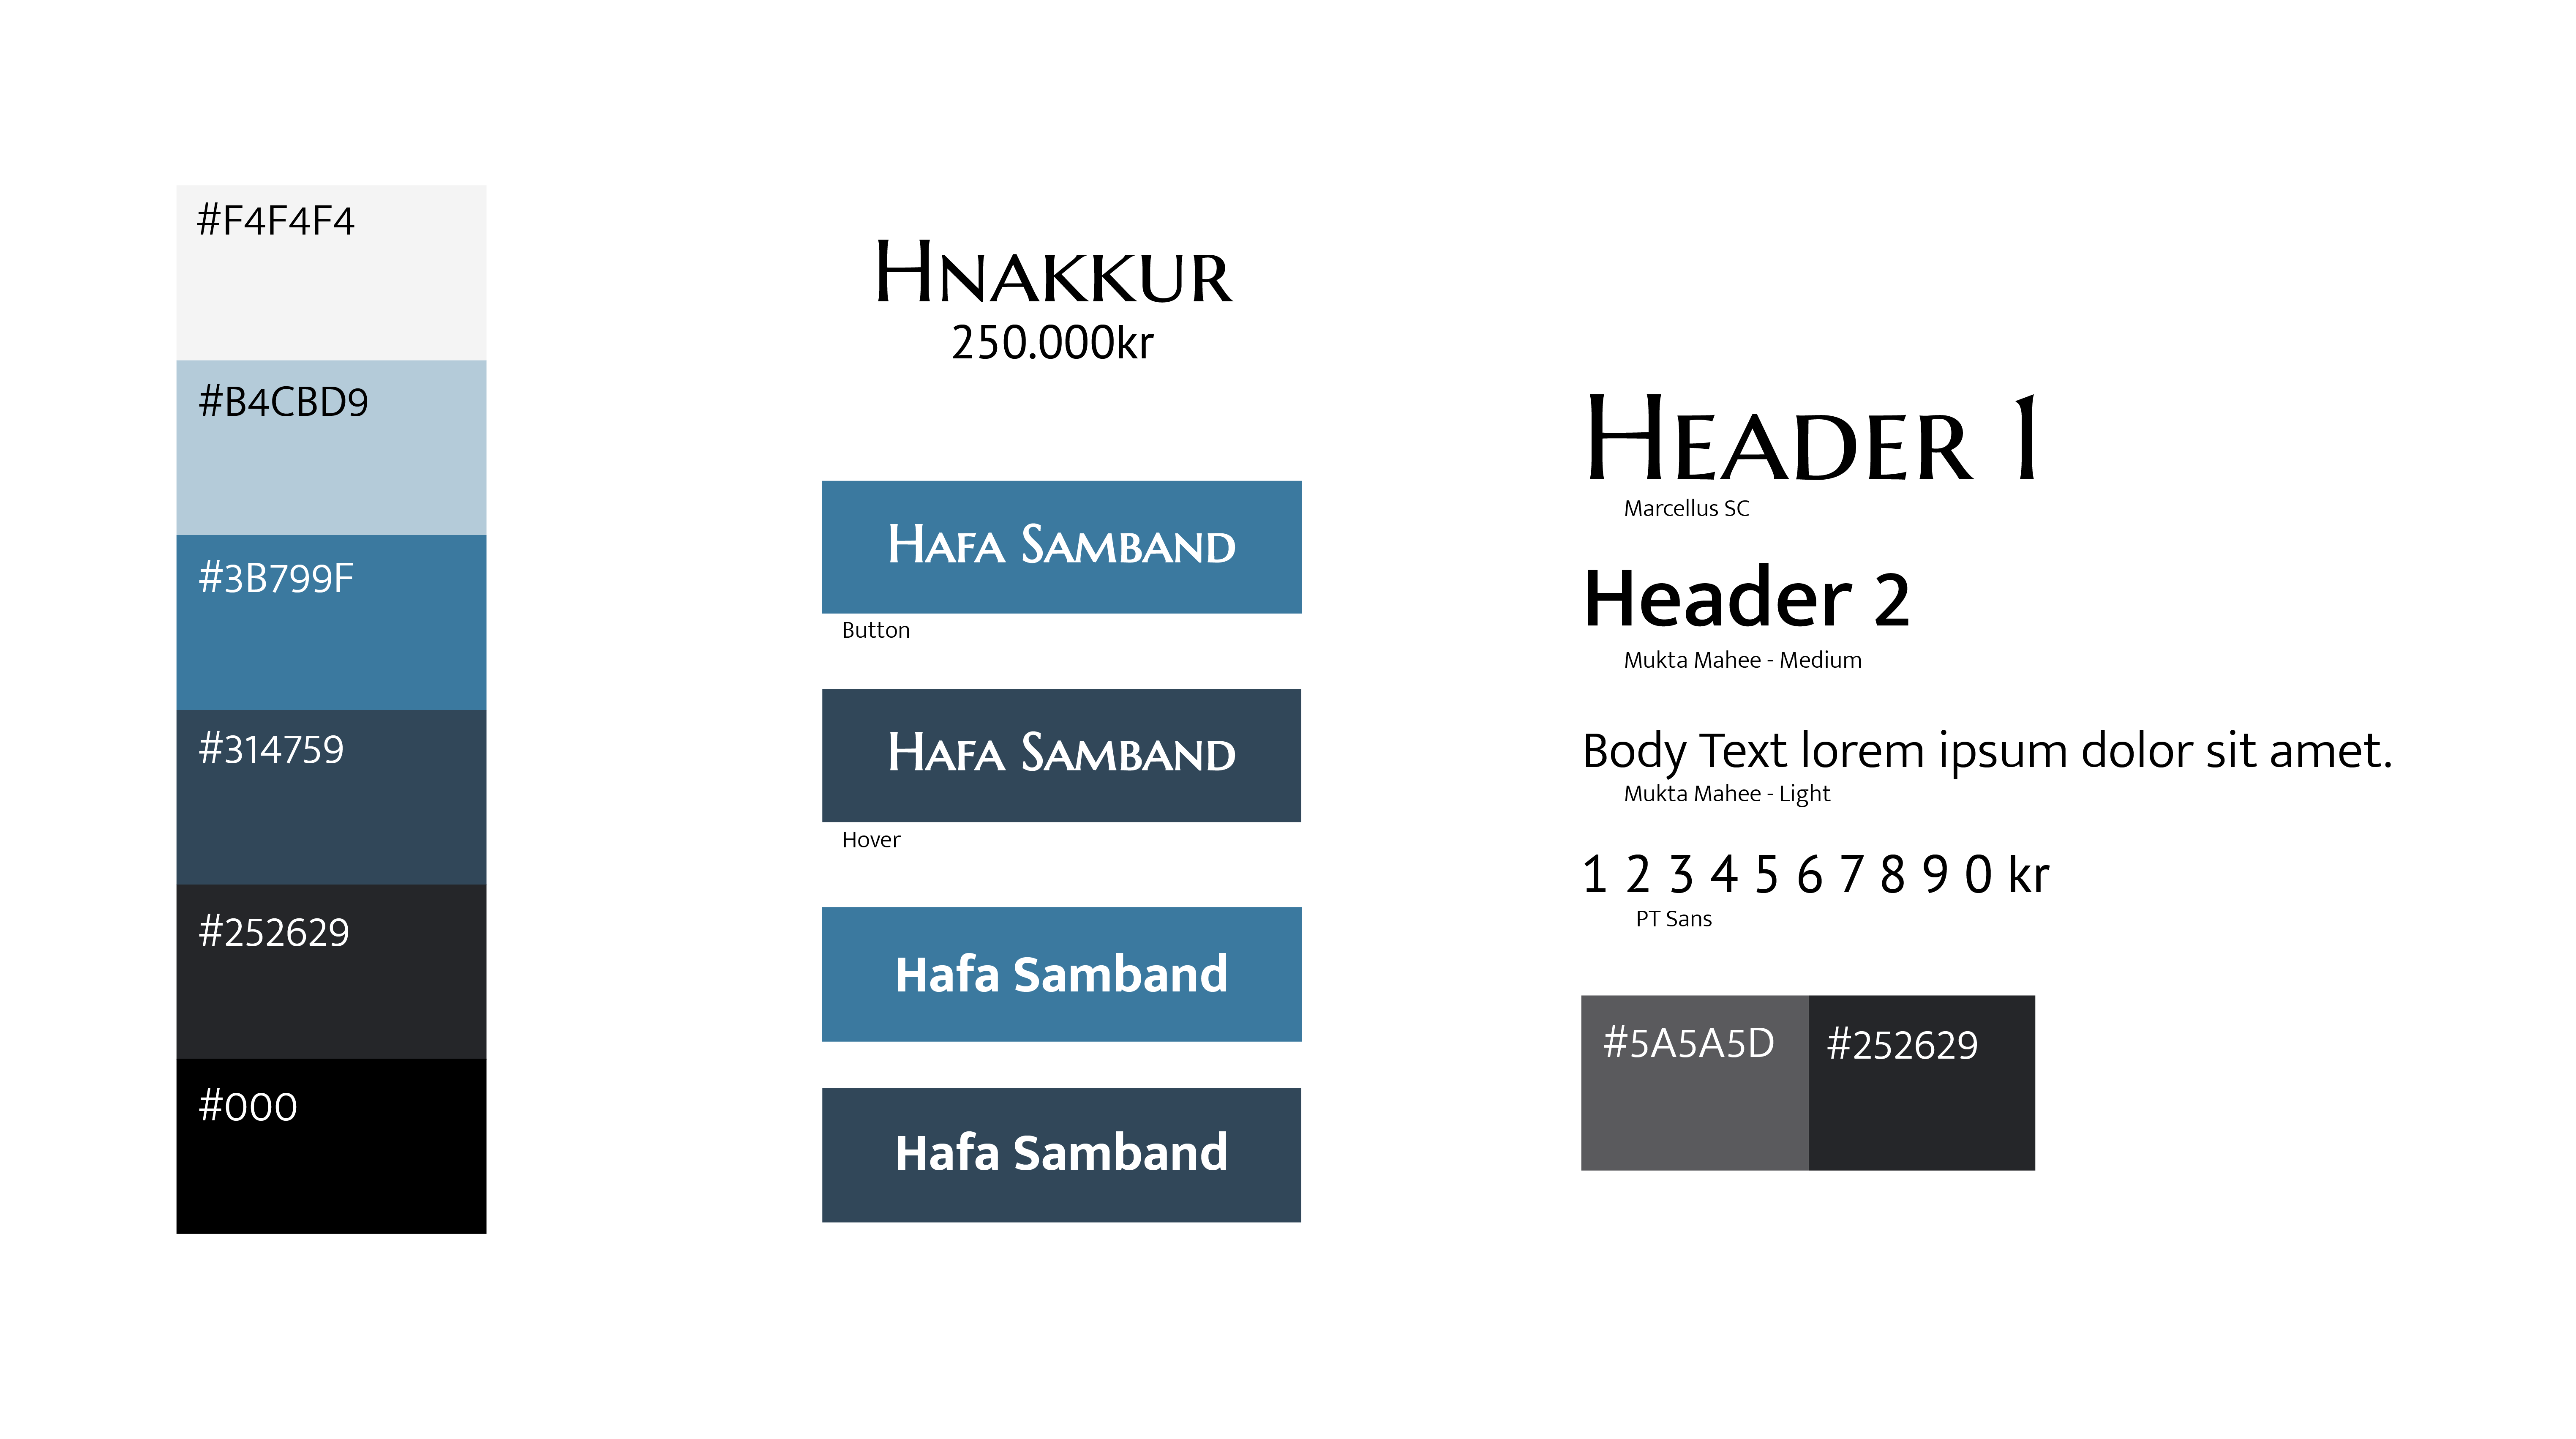 #F4F4F4
#B4CBD9
#3B799F
#314759
#252629
#000
Hnakkur
250.000kr
Hafa Samband
Button
Hafa Samband
Hover
Hafa Samband
Hafa Samband
Header 1
Marcellus SC
Header 2
Mukta Mahee - Medium
Body Text lorem ipsum dolor sit amet.
Mukta Mahee - Light
1 2 3 4 5 6 7 8 9 0 kr
PT Sans
#5A5A5D
#252629